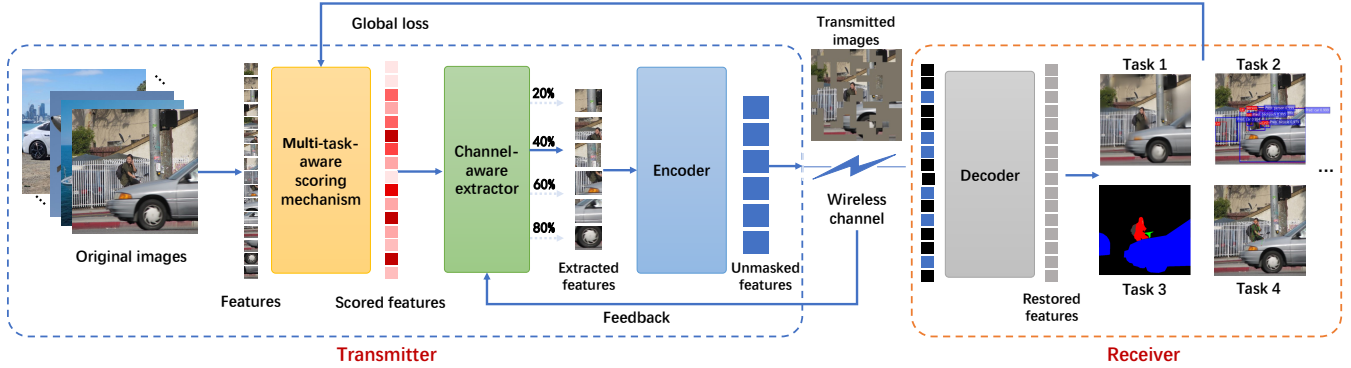 Global loss
Transmitted
images
Task 1
Task 2
20%
40%
60%
80%
Multi-task-
aware
scoring
mechanism
Channel-
aware
extractor
Encoder
Decoder
Wireless
channel
...
Original images
Features
Scored features
Extracted
features
Unmasked
features
Restored
features
Task 3
Task 4
Feedback
Transmitter
Receiver